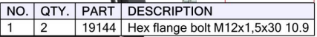 NO. QTY. PART DESCRIPTION
1 2 19144 Hex flange bolt M12x1,5x30 10.9